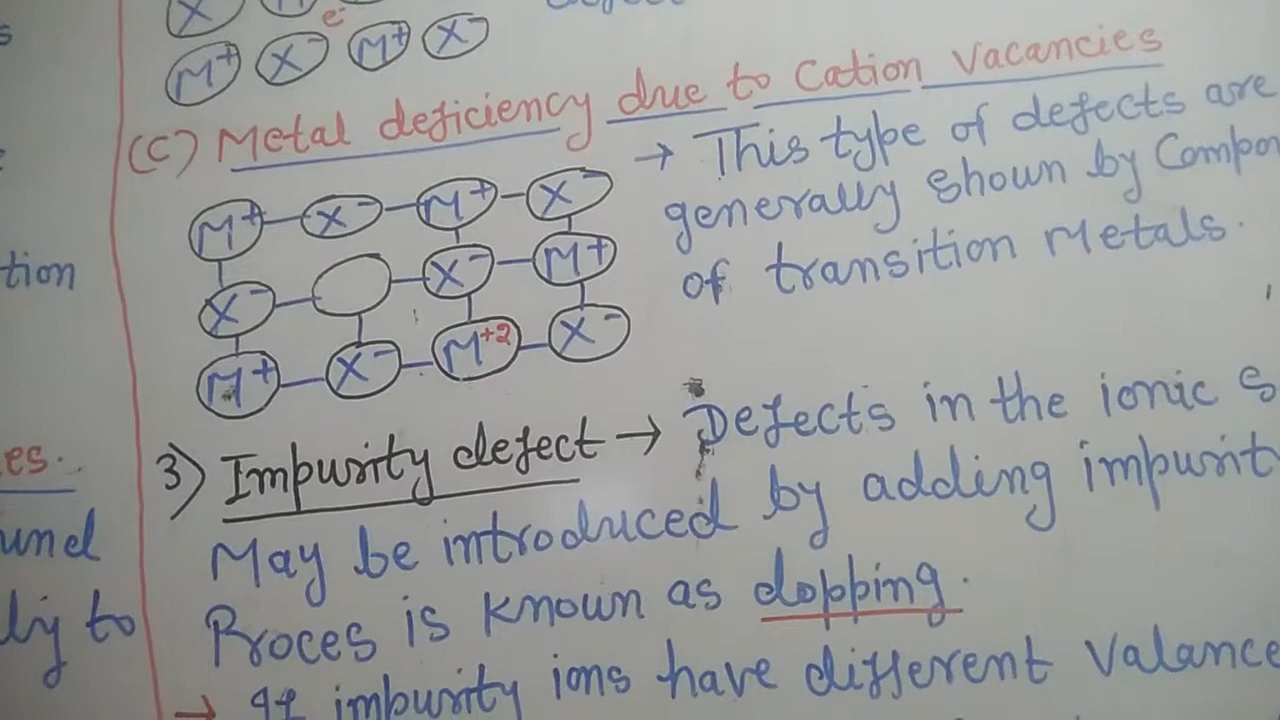 s
X
e-
M+ X- M+ X-
(C) Metal deficiency due to Cation Vacancies
→ This type of defects are
generally shown by Compon
of transition Metals.
M+ X- M+ X-
X- X- M+
M+ X- M+2 X-
tion
3) Impurity defect → Defects in the ionic S
May be introduced by adding impurit
Proces is known as dopping.
→ If impurity ions have different Valance
es.
und
ly to